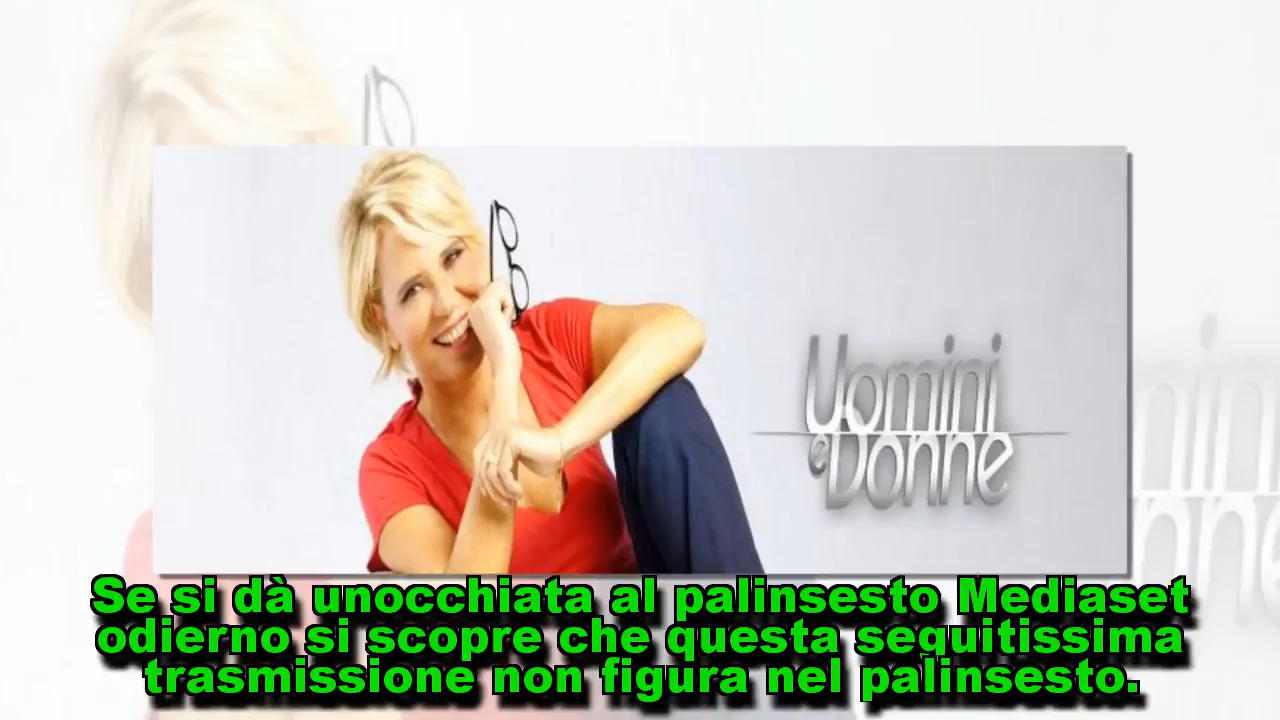 Uomini
e Donne
Se si dà unocchiata al palinsesto Mediaset
odierno si scopre che questa seguitissima
trasmissione non figura nel palinsesto.